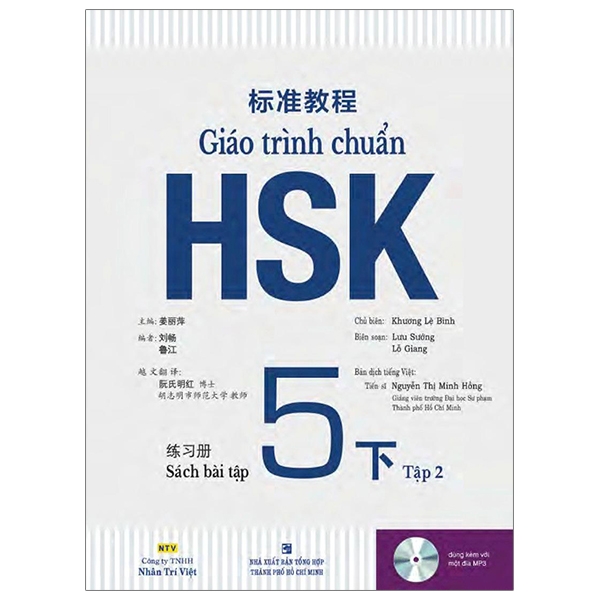 标准教程
Giáo trình chuẩn
HSK
主编: 姜丽萍
编者: 刘畅
鲁江
越文翻译:
阮氏明红 博士
胡志明市师范大学教师
Chủ biên: Khương Lệ Bình
Biên soạn: Lưu Sướng
Lỗ Giang
Bản dịch tiếng Việt:
Tiến sĩ Nguyễn Thị Minh Hồng
Giảng viên trường Đại học Sư phạm
Thành phố Hồ Chí Minh
练习册
Sách bài tập
5
下 Tập 2
NTV
Công ty TNHH
Nhân Trí Việt
NHÀ XUẤT BẢN TỔNG HỢP
THÀNH PHỐ HỒ CHÍ MINH
dùng kèm với
một đĩa MP3